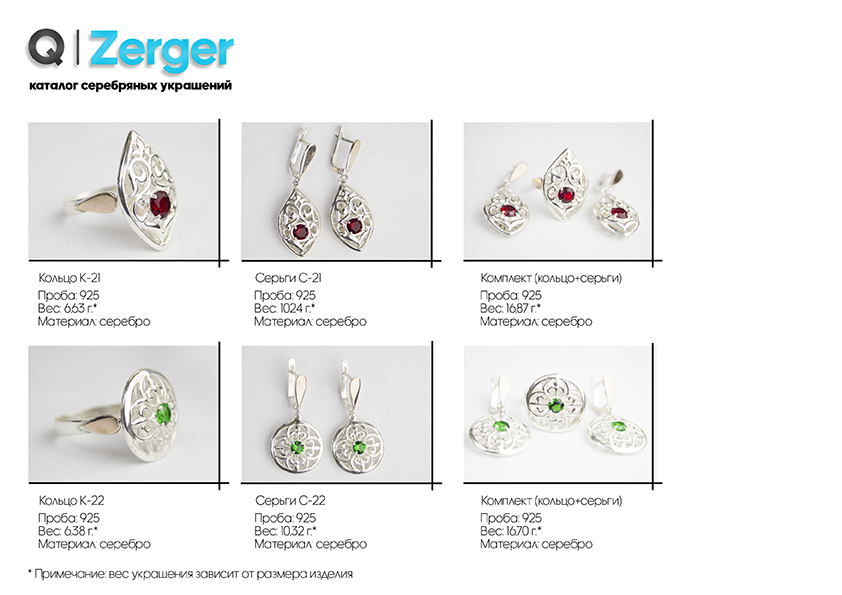 Q | Zerger
каталог серебряных украшений
Кольцо К-21
Проба: 925
Вес: 6,63 г.*
Материал: серебро
Серьги С-21
Проба: 925
Вес: 10.24 г.*
Материал: серебро
Комплект (кольцо+серьги)
Проба: 925
Вес: 16,87 г.*
Материал: серебро
Кольцо К-22
Проба: 925
Вес: 6,38 г.*
Материал: серебро
Серьги С-22
Проба: 925
Вес: 10,32 г.*
Материал: серебро
Комплект (кольцо+серьги)
Проба: 925
Вес: 16,70 г.*
Материал: серебро
* Примечание: вес украшения зависит от размера изделия